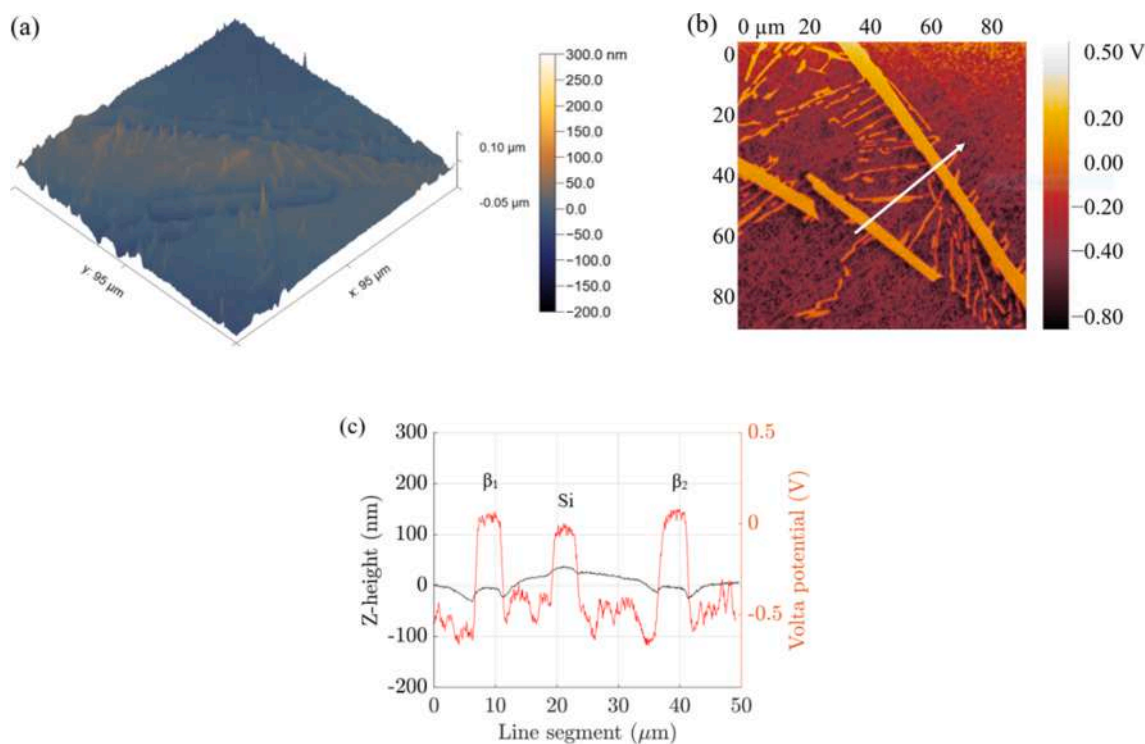 (a)
300.0 nm
250.0
200.0
150.0
100.0
50.0
0.0
−50.0
−100.0
−150.0
−200.0
0.10 µm
-0.05 µm
y: 95 µm
x: 95 µm
(b)
0 µm 20 40 60 80
0
20
40
60
80
0.50 V
0.20
0.00
−0.20
−0.40
−0.80
(c)
300
200
100
0
-100
-200
Z-height (nm)
β₁
Si
β₂
0.5
0
-0.5
Volta potential (V)
0 10 20 30 40 50
Line segment (µm)